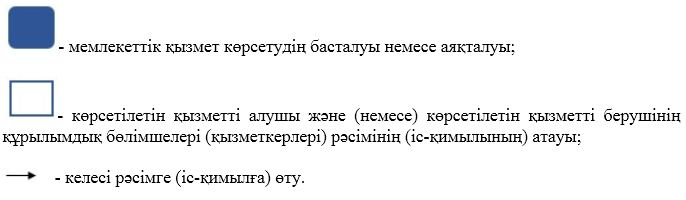 - мемлекеттік қызмет көрсетудің басталуы немесе аяқталуы;
- көрсетілетін қызметті алушы және (немесе) көрсетілетін қызметті берушінің
құрылымдық бөлімшелері (қызметкерлері) рәсімінің (іс-қимылының) атауы;
- келесі рәсімге (іс-қимылға) өту.